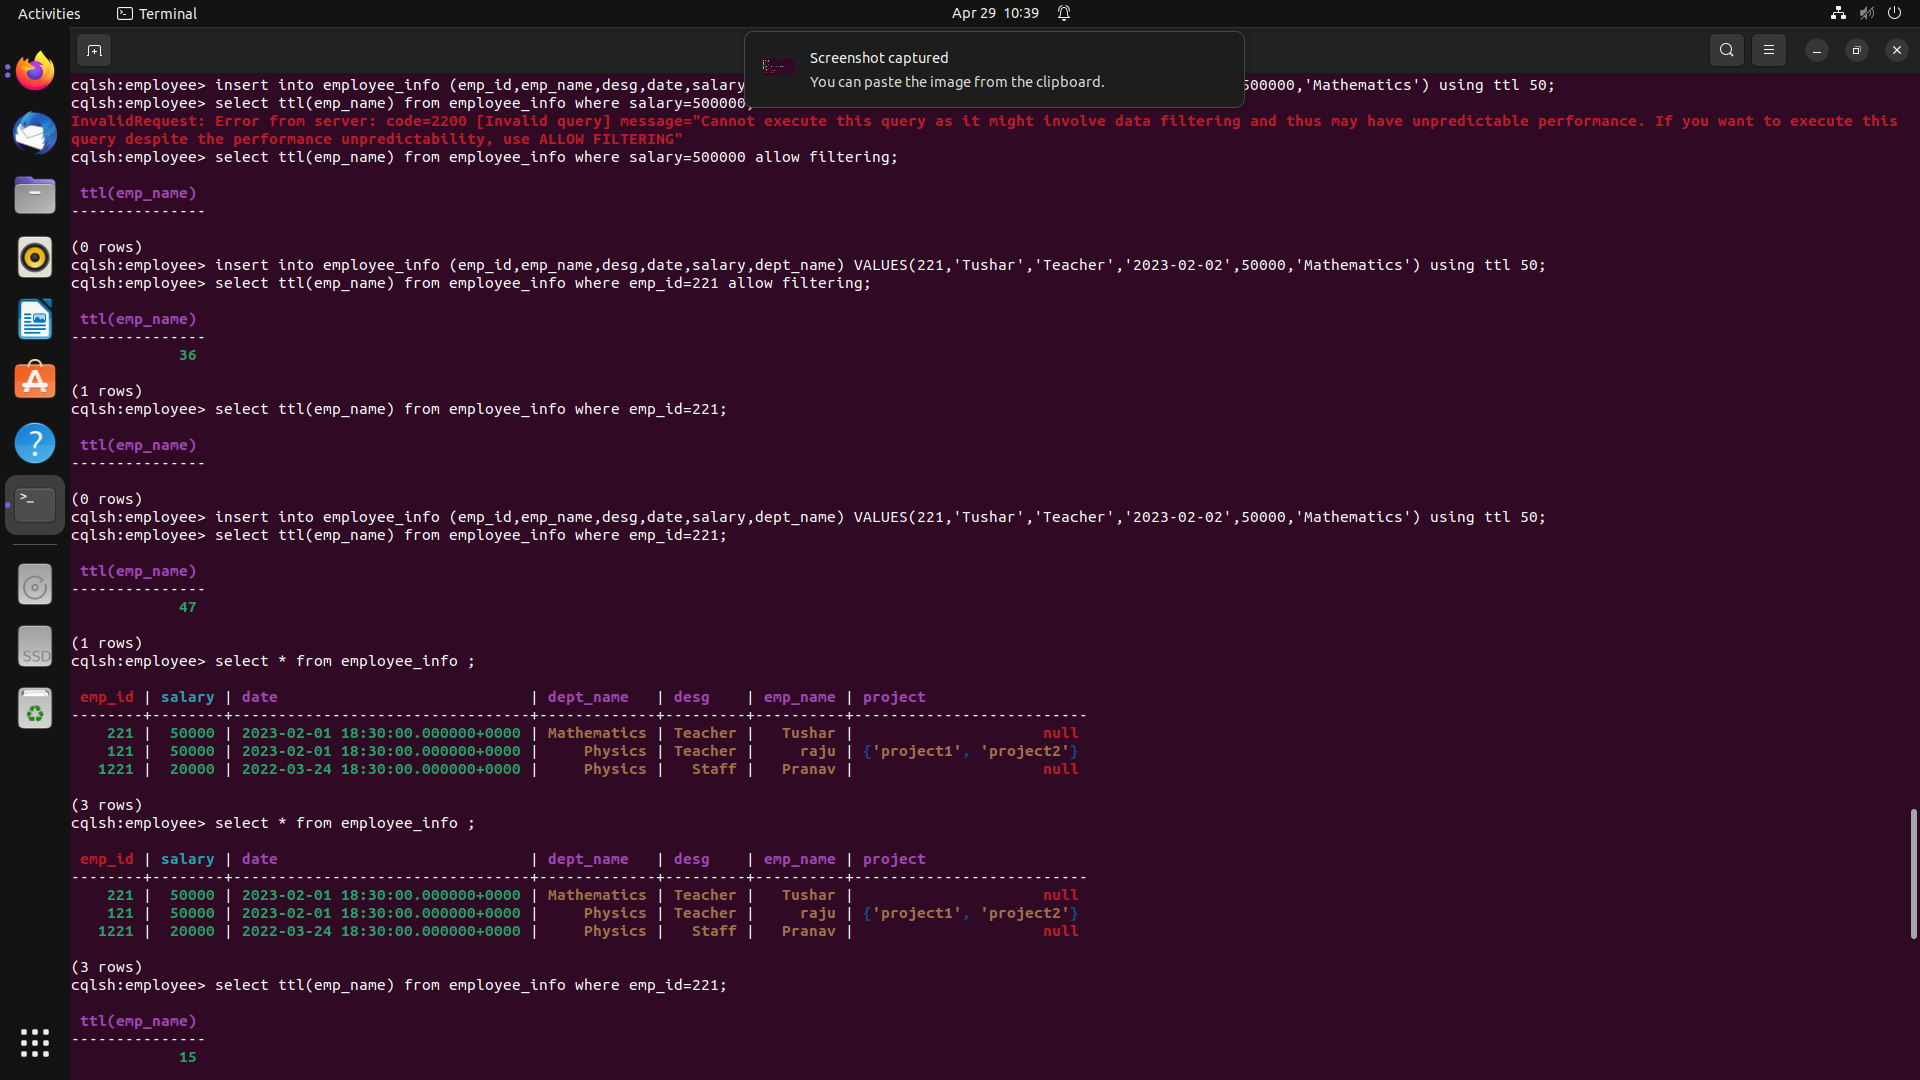 Activities
Terminal
Apr 29 10:39
Screenshot captured
You can paste the image from the clipboard.
cqlsh:employee> insert into employee_info (emp_id,emp_name,desg,date,salary 50000,'Mathematics') using ttl 50;
cqlsh:employee> select ttl(emp_name) from employee_info where salary=500000;
InvalidRequest: Error from server: code=2200 [Invalid query] message="Cannot execute this query as it might involve data filtering and thus may have unpredictable performance. If you want to execute this
query despite the performance unpredictability, use ALLOW FILTERING"
cqlsh:employee> select ttl(emp_name) from employee_info where salary=500000 allow filtering;
ttl(emp_name)
---------------
(0 rows)
cqlsh:employee> insert into employee_info (emp_id,emp_name,desg,date,salary,dept_name) VALUES(221,'Tushar','Teacher','2023-02-02',50000,'Mathematics') using ttl 50;
cqlsh:employee> select ttl(emp_name) from employee_info where emp_id=221 allow filtering;
ttl(emp_name)
---------------
36
(1 rows)
cqlsh:employee> select ttl(emp_name) from employee_info where emp_id=221;
ttl(emp_name)
---------------
(0 rows)
cqlsh:employee> insert into employee_info (emp_id,emp_name,desg,date,salary,dept_name) VALUES(221,'Tushar','Teacher','2023-02-02',50000,'Mathematics') using ttl 50;
cqlsh:employee> select ttl(emp_name) from employee_info where emp_id=221;
ttl(emp_name)
---------------
47
(1 rows)
cqlsh:employee> select * from employee_info ;
emp_id | salary | date | dept_name | desg | emp_name | project
--------+--------+---------------------------------+-------------+---------+----------+--------------------------
221 | 50000 | 2023-02-01 18:30:00.000000+0000 | Mathematics | Teacher | Tushar | null
121 | 50000 | 2023-02-01 18:30:00.000000+0000 | Physics | Teacher | raju | {'project1', 'project2'}
1221 | 20000 | 2022-03-24 18:30:00.000000+0000 | Physics | Staff | Pranav | null
(3 rows)
cqlsh:employee> select * from employee_info ;
emp_id | salary | date | dept_name | desg | emp_name | project
--------+--------+---------------------------------+-------------+---------+----------+--------------------------
221 | 50000 | 2023-02-01 18:30:00.000000+0000 | Mathematics | Teacher | Tushar | null
121 | 50000 | 2023-02-01 18:30:00.000000+0000 | Physics | Teacher | raju | {'project1', 'project2'}
1221 | 20000 | 2022-03-24 18:30:00.000000+0000 | Physics | Staff | Pranav | null
(3 rows)
cqlsh:employee> select ttl(emp_name) from employee_info where emp_id=221;
ttl(emp_name)
---------------
15
SSD